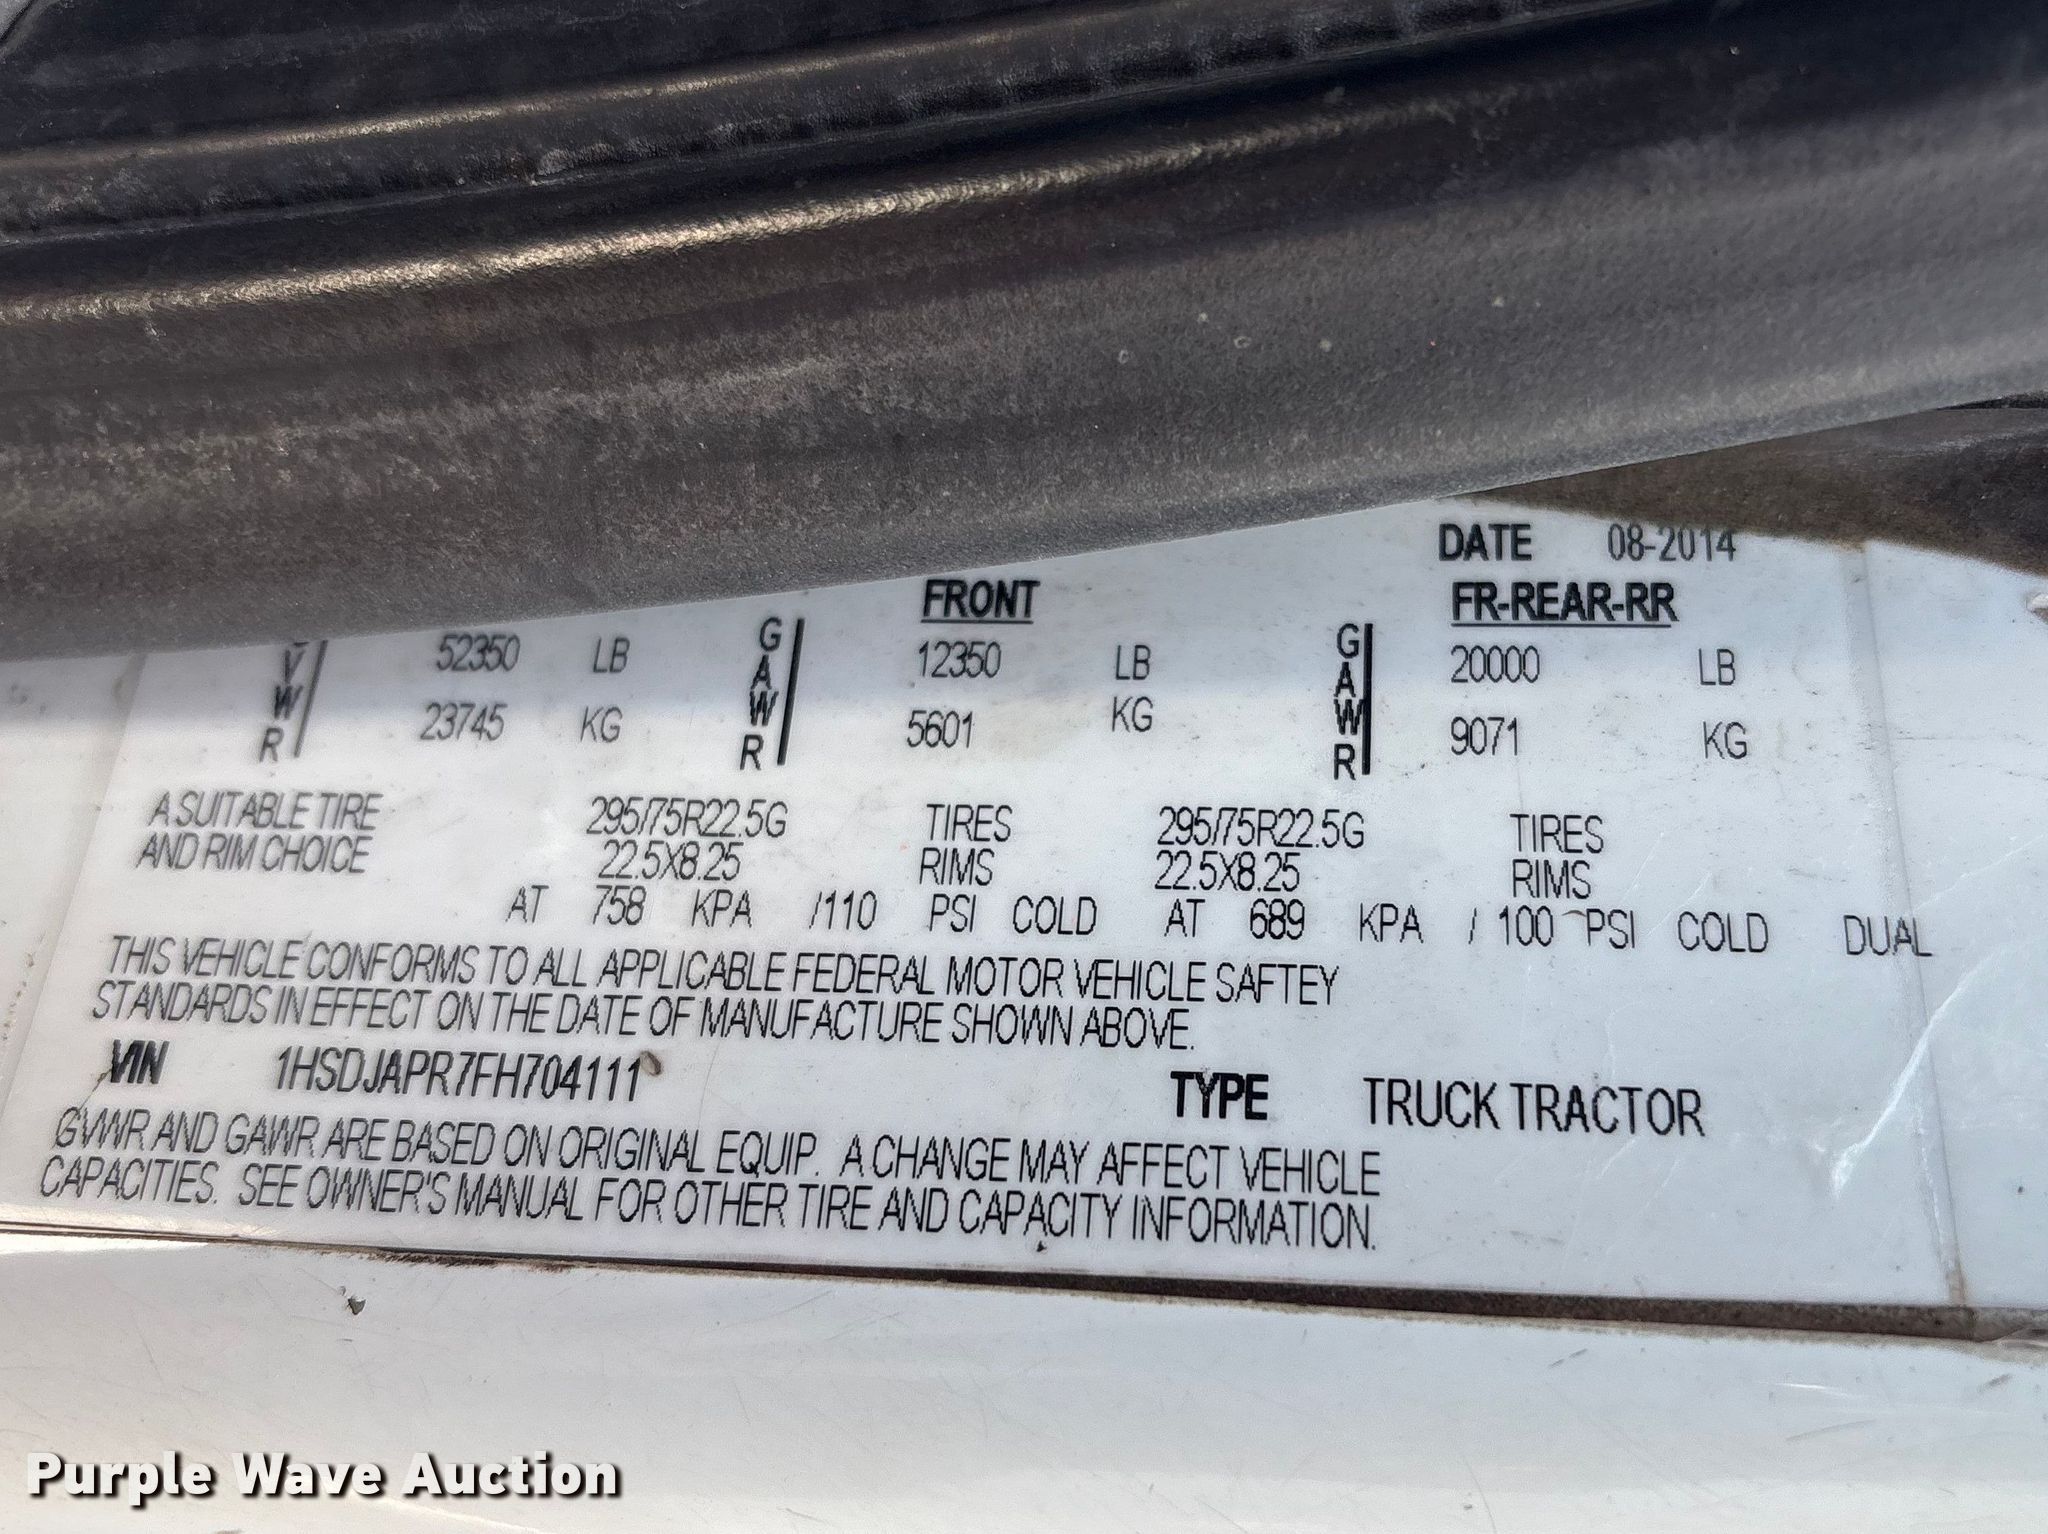 DATE 08-2014
FRONT FR-REAR-RR
GVWR 52350 LB GAWR 12350 LB GAWR 20000 LB
23745 KG 5601 KG 9071 KG
A SUITABLE TIRE 295/75R22.5G TIRES 295/75R22.5G TIRES
AND RIM CHOICE 22.5X8.25 RIMS 22.5X8.25 RIMS
AT 758 KPA /110 PSI COLD AT 689 KPA / 100 PSI COLD DUAL
THIS VEHICLE CONFORMS TO ALL APPLICABLE FEDERAL MOTOR VEHICLE SAFTEY
STANDARDS IN EFFECT ON THE DATE OF MANUFACTURE SHOWN ABOVE.
VIN 1HSDJAPR7FH704111 TYPE TRUCK TRACTOR
GVWR AND GAWR ARE BASED ON ORIGINAL EQUIP. A CHANGE MAY AFFECT VEHICLE
CAPACITIES. SEE OWNER'S MANUAL FOR OTHER TIRE AND CAPACITY INFORMATION.
Purple Wave Auction